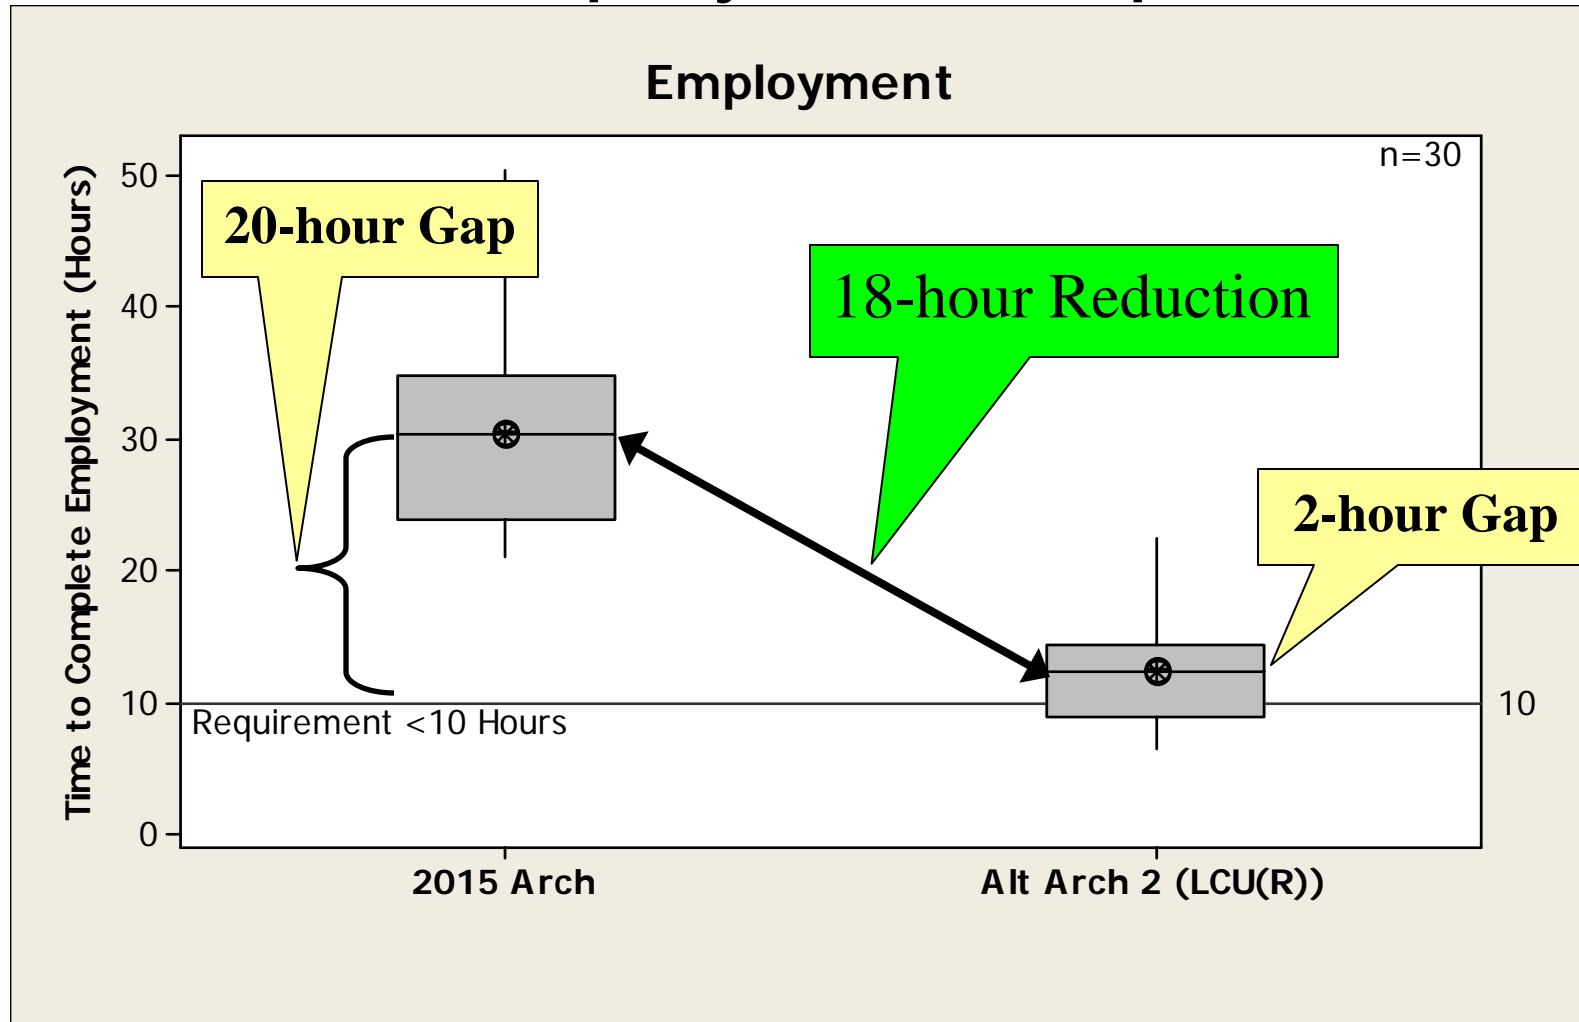 Employment
n=30
Time to Complete Employment (Hours)
50
40
30
20
10
0
20-hour Gap
18-hour Reduction
2-hour Gap
Requirement <10 Hours
10
2015 Arch
Alt Arch 2 (LCU(R))